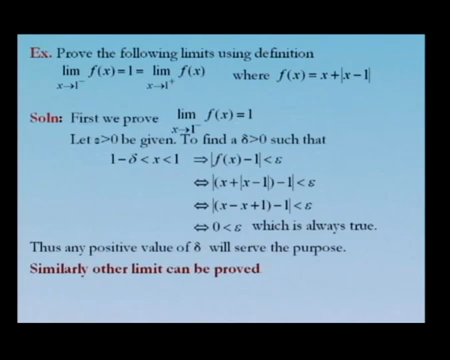 Ex. Prove the following limits using definition
lim x→1⁻ f(x) = 1 = lim x→1⁺ f(x) where f(x) = x + |x − 1|
Soln: First we prove lim x→1⁻ f(x) = 1
Let ε>0 be given. To find a δ>0 such that
1 − δ < x < 1 ⇒ |f(x) − 1| < ε
⇔ |(x + |x − 1|) − 1| < ε
⇔ |(x − x + 1) − 1| < ε
⇔ 0 < ε which is always true.
Thus any positive value of δ will serve the purpose.
Similarly other limit can be proved